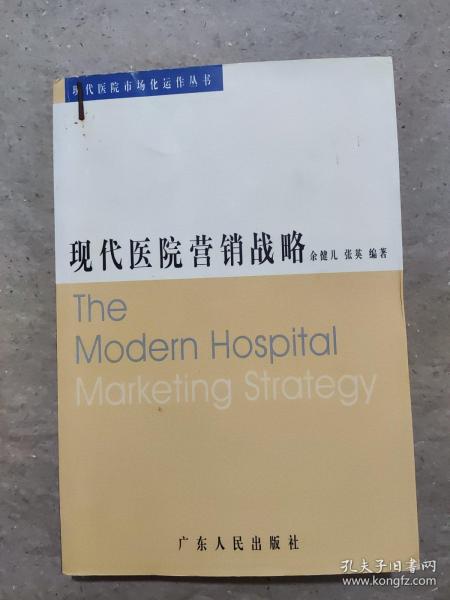 现代医院市场化运作丛书
现代医院营销战略 余健儿 张英 编著
The
Modern Hospital
Marketing Strategy
广东人民出版社
孔夫子旧书网
www.kongfz.com